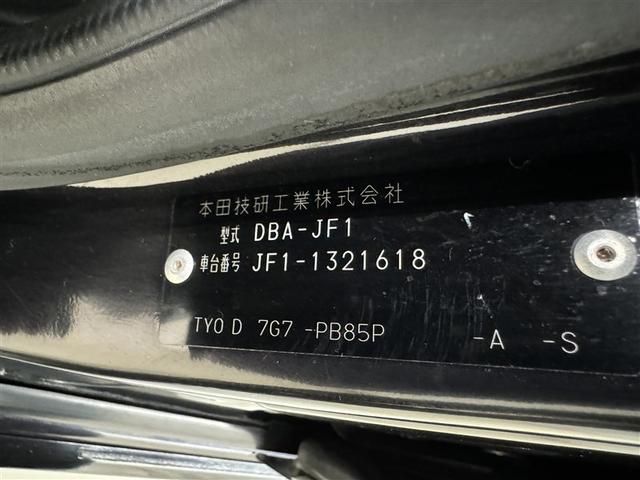 本田技研工業株式会社
型式 DBA-JF1
車台番号 JF1-1321618
TYO D 7G7 -PB85P -A -S